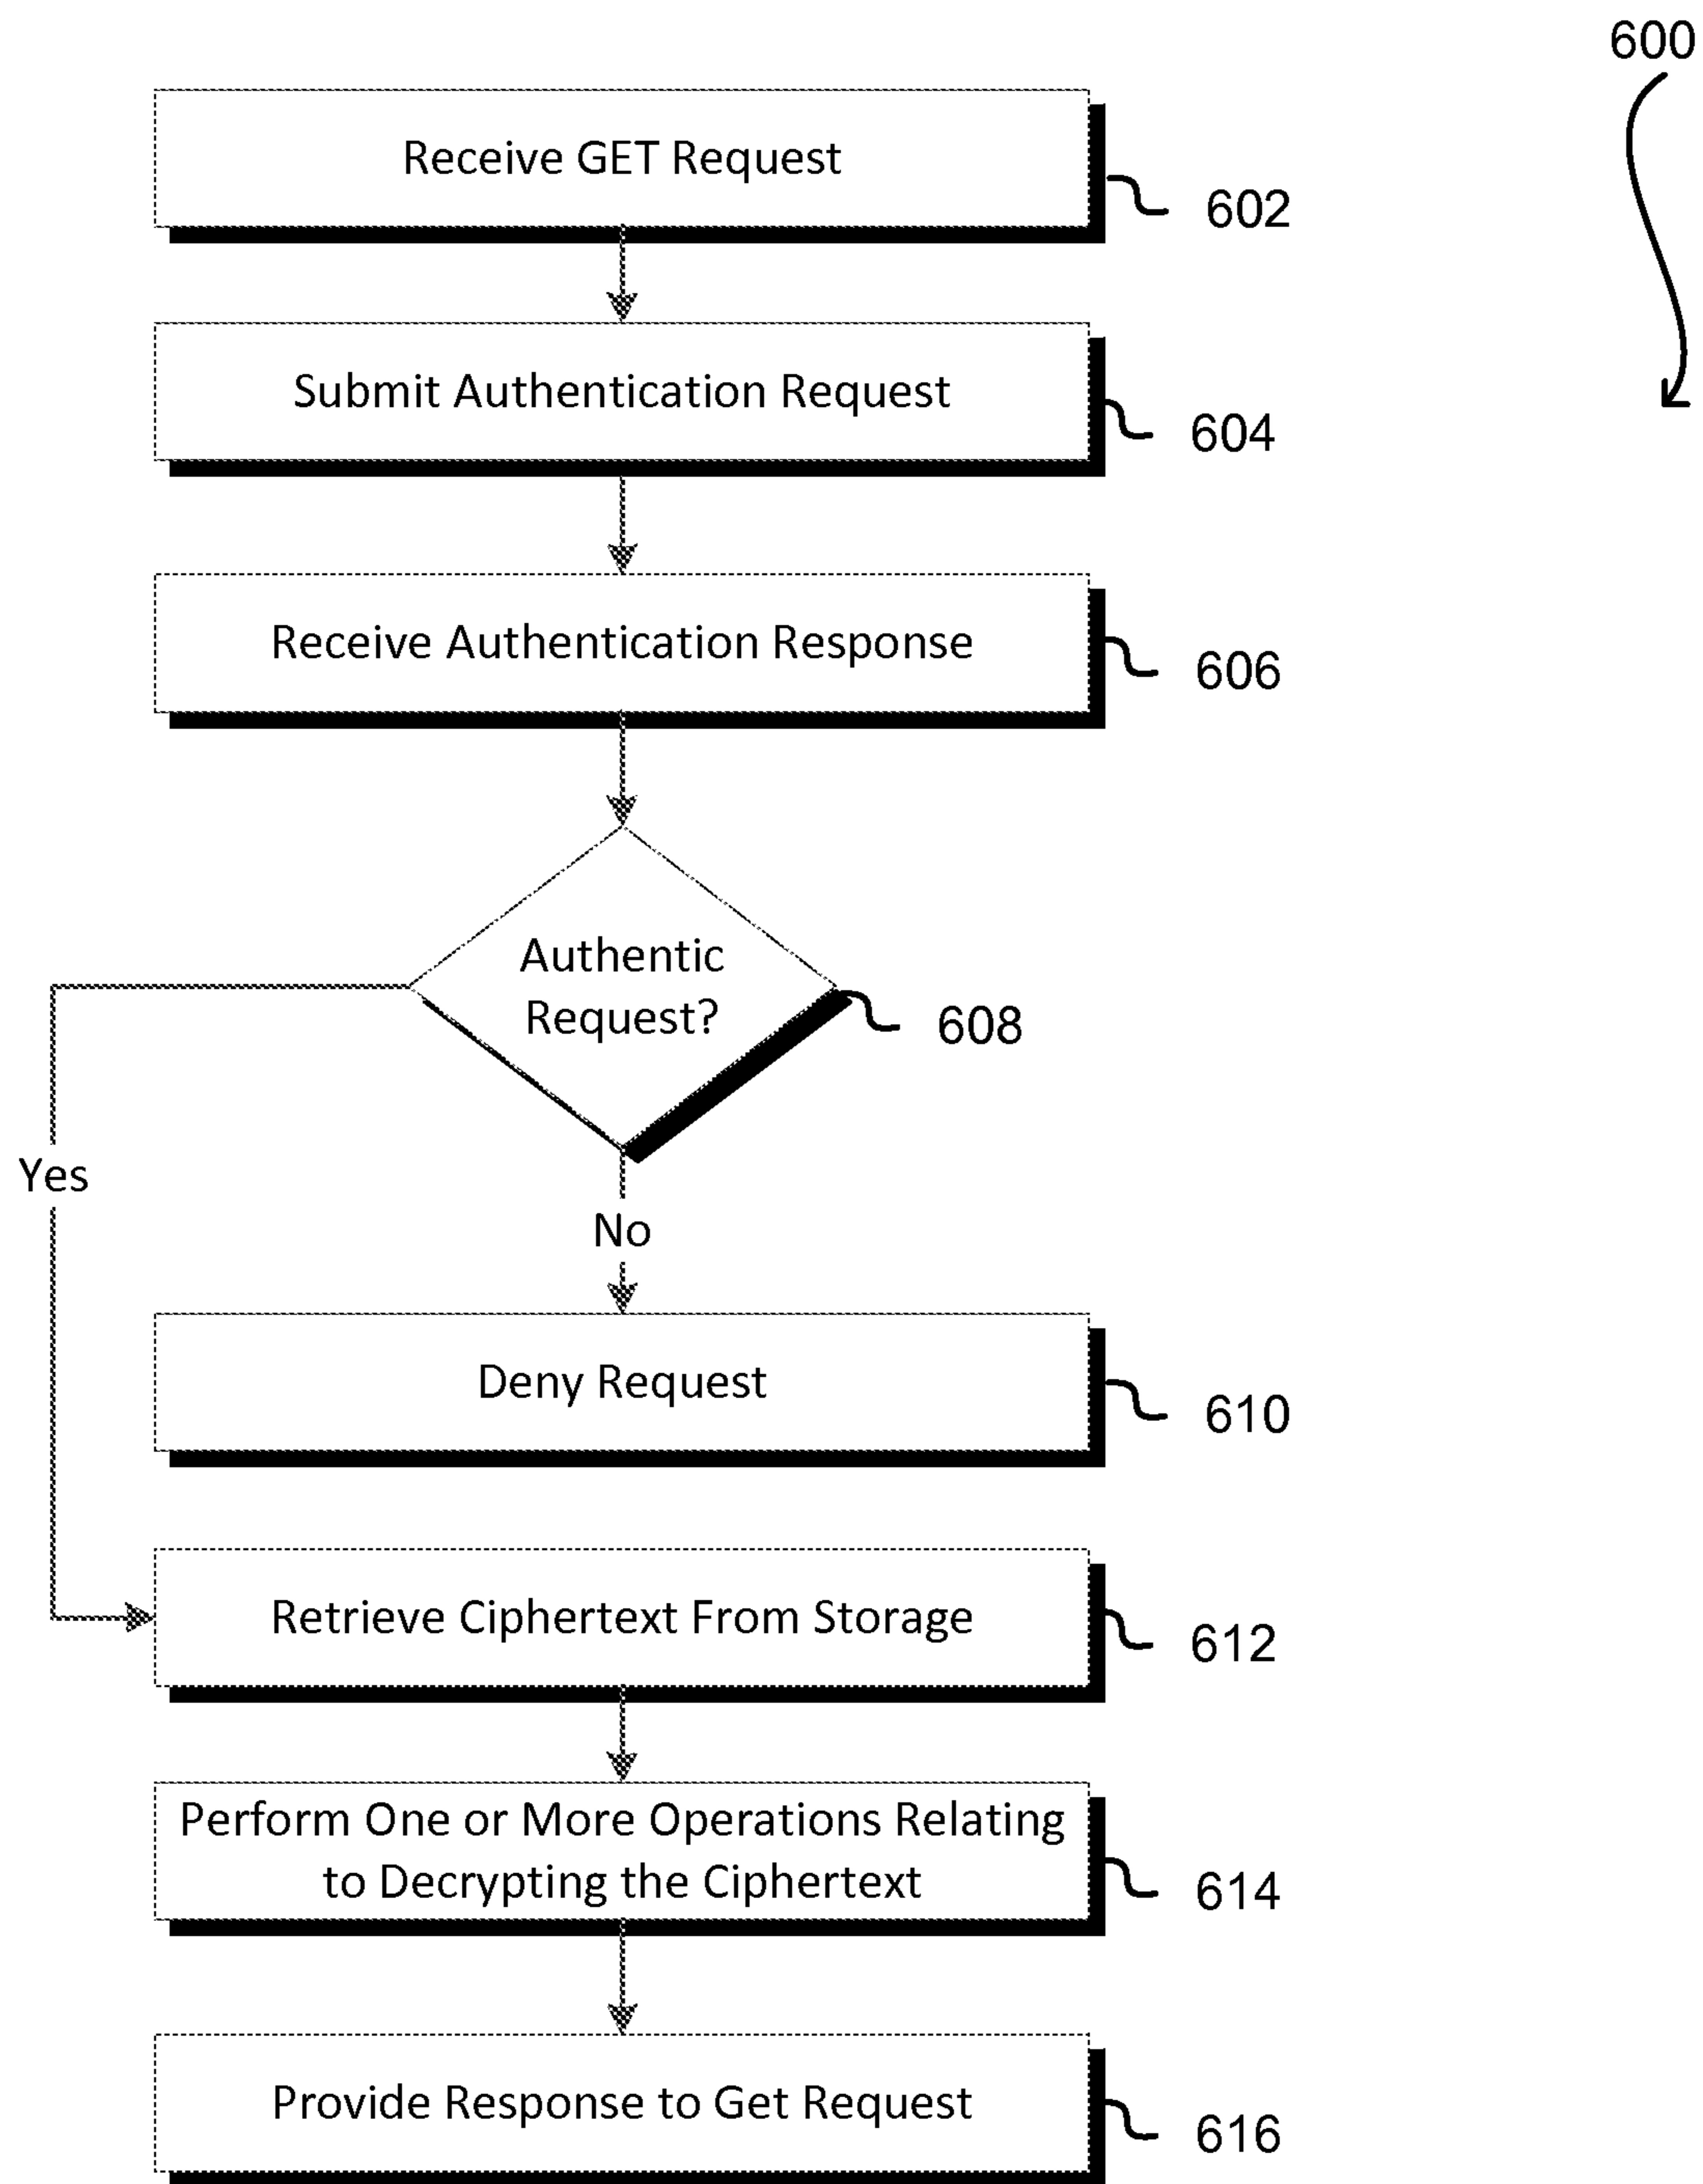 600
Receive GET Request
602
Submit Authentication Request
604
Receive Authentication Response
606
Authentic
Request?
608
Yes
No
Deny Request
610
Retrieve Ciphertext From Storage
612
Perform One or More Operations Relating
to Decrypting the Ciphertext
614
Provide Response to Get Request
616